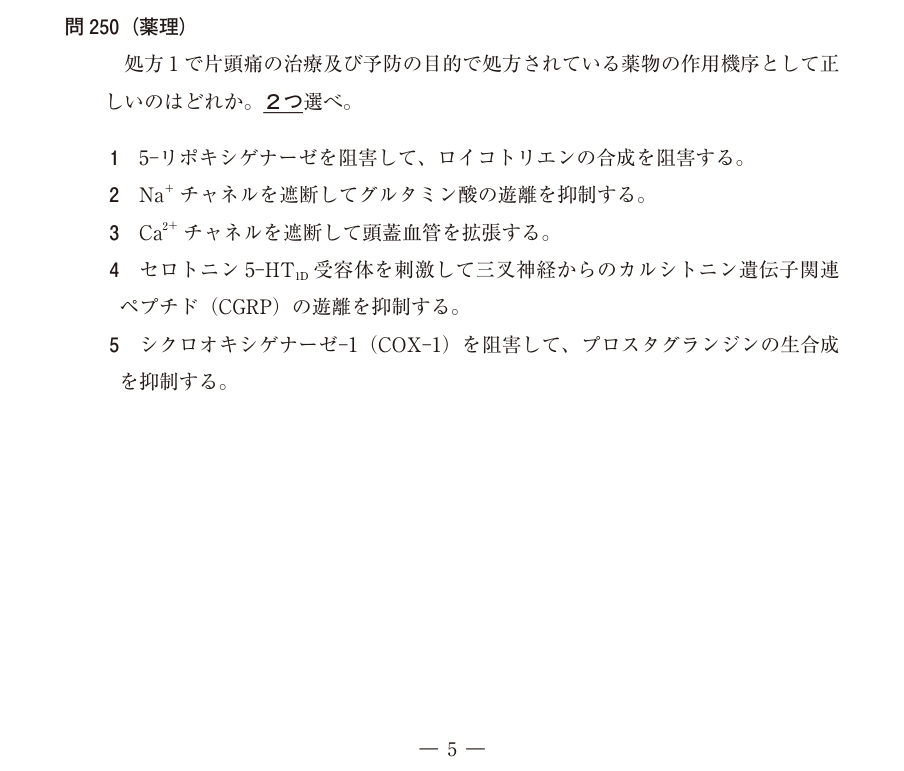 問 250（薬理）
処方 1 で片頭痛の治療及び予防の目的で処方されている薬物の作用機序として正
しいのはどれか。２つ選べ。
1 5-リポキシゲナーゼを阻害して、ロイコトリエンの合成を阻害する。
2 Na⁺ チャネルを遮断してグルタミン酸の遊離を抑制する。
3 Ca²⁺ チャネルを遮断して頭蓋血管を拡張する。
4 セロトニン 5-HT1D 受容体を刺激して三叉神経からのカルシトニン遺伝子関連
ペプチド（CGRP）の遊離を抑制する。
5 シクロオキシゲナーゼ-1（COX-1）を阻害して、プロスタグランジンの生合成
を抑制する。
— 5 —